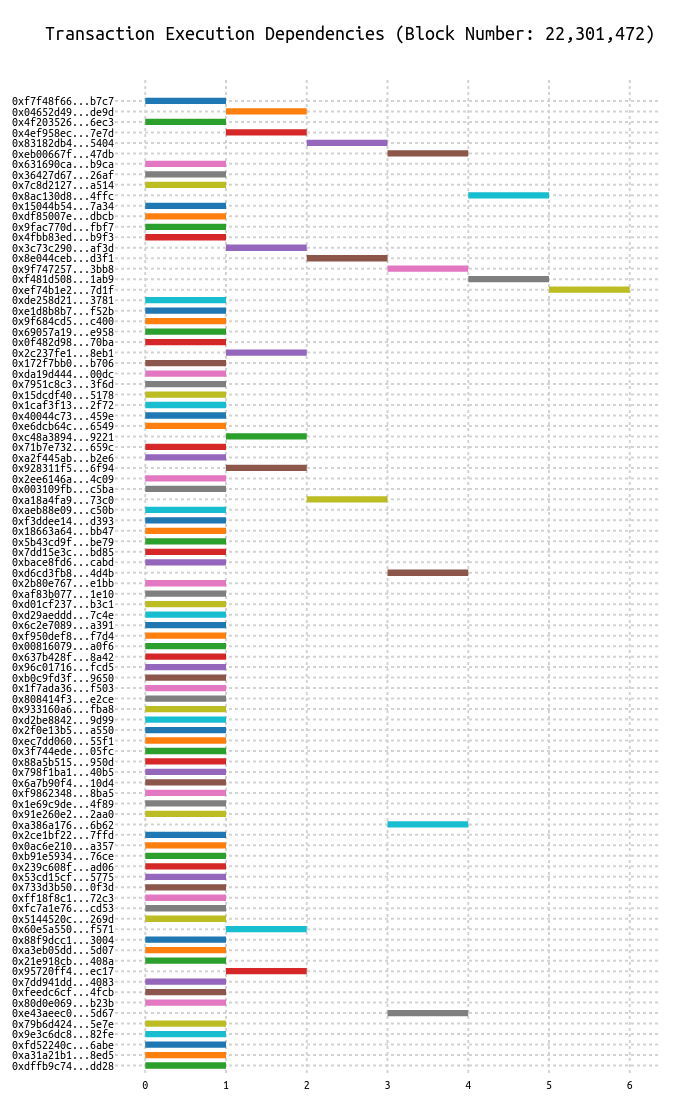 Transaction Execution Dependencies (Block Number: 22,301,472)
0xf7f48f66...b7c7
0x04652d49...de9d
0x4f203526...6ec3
0x4ef958ec...7e7d
0x83182db4...5404
0xeb00667f...47db
0x631690ca...b9ca
0x36427d67...26af
0x7c8d2127...a514
0x8ac130d8...4ffc
0x15044b54...7a34
0xdf85007e...dbcb
0x9fac770d...fbf7
0x4fbb83ed...b9f3
0x3c73c290...af3d
0x8e044ceb...d3f1
0x9f747257...3bb8
0xf481d508...1ab9
0xef74b1e2...7d1f
0xde258d21...3781
0xe1d8b8b7...f52b
0x9f684cd5...c400
0x69057a19...e958
0x0f482d98...70ba
0x2c237fe1...8eb1
0x172f7bb0...b706
0xda19d444...00dc
0x7951c8c3...3f6d
0x15dcdf40...5178
0x1caf3f13...2f72
0x40044c73...459e
0xe6dcb64c...6549
0xc48a3894...9221
0x71b7e732...659c
0xa2f445ab...b2e6
0x928311f5...6f94
0x2ee6146a...4c09
0x003109fb...c5ba
0xa18a4fa9...73c0
0xaeb88e09...c50b
0xf3ddee14...d393
0x18663a64...bb47
0x5b43cd9f...be79
0x7dd15e3c...bd85
0xbace8fd6...cabd
0xd6cd3fb8...4d4b
0x2b80e767...e1bb
0xaf83b077...1e10
0xd01cf237...b3c1
0xd29aeddd...7c4e
0x6c2e7089...a391
0xf950def8...f7d4
0x00816079...a0f6
0x637b428f...8a42
0x96c01716...fcd5
0xb0c9fd3f...9650
0x1f7ada36...f503
0x808414f3...e2ce
0x933160a6...fba8
0xd2be8842...9d99
0x2f0e13b5...a550
0xec7dd060...55f1
0x3f744ede...05fc
0x88a5b515...950d
0x798f1ba1...40b5
0x6a7b90f4...10d4
0xf9862348...8ba5
0x1e69c9de...4f89
0x91e260e2...2aa0
0xa386a176...6b62
0x2ce1bf22...7ffd
0x0ac6e210...a357
0xb91e5934...76ce
0x239c608f...ad06
0x53cd15cf...5775
0x733d3b50...0f3d
0xff18f8c1...72c3
0xfc7a1e76...cd53
0x5144520c...269d
0x60e5a550...f571
0x88f9dcc1...3004
0xa3eb05dd...5d07
0x21e918cb...408a
0x95720ff4...ec17
0x7dd941dd...4083
0xfeedc6cf...4fcb
0x80d0e069...b23b
0xe43aeec0...5d67
0x79b6d424...5e7e
0x9e3c6dc8...82fe
0xfd52240c...6abe
0xa31a21b1...8ed5
0xdffb9c74...dd28
0 1 2 3 4 5 6